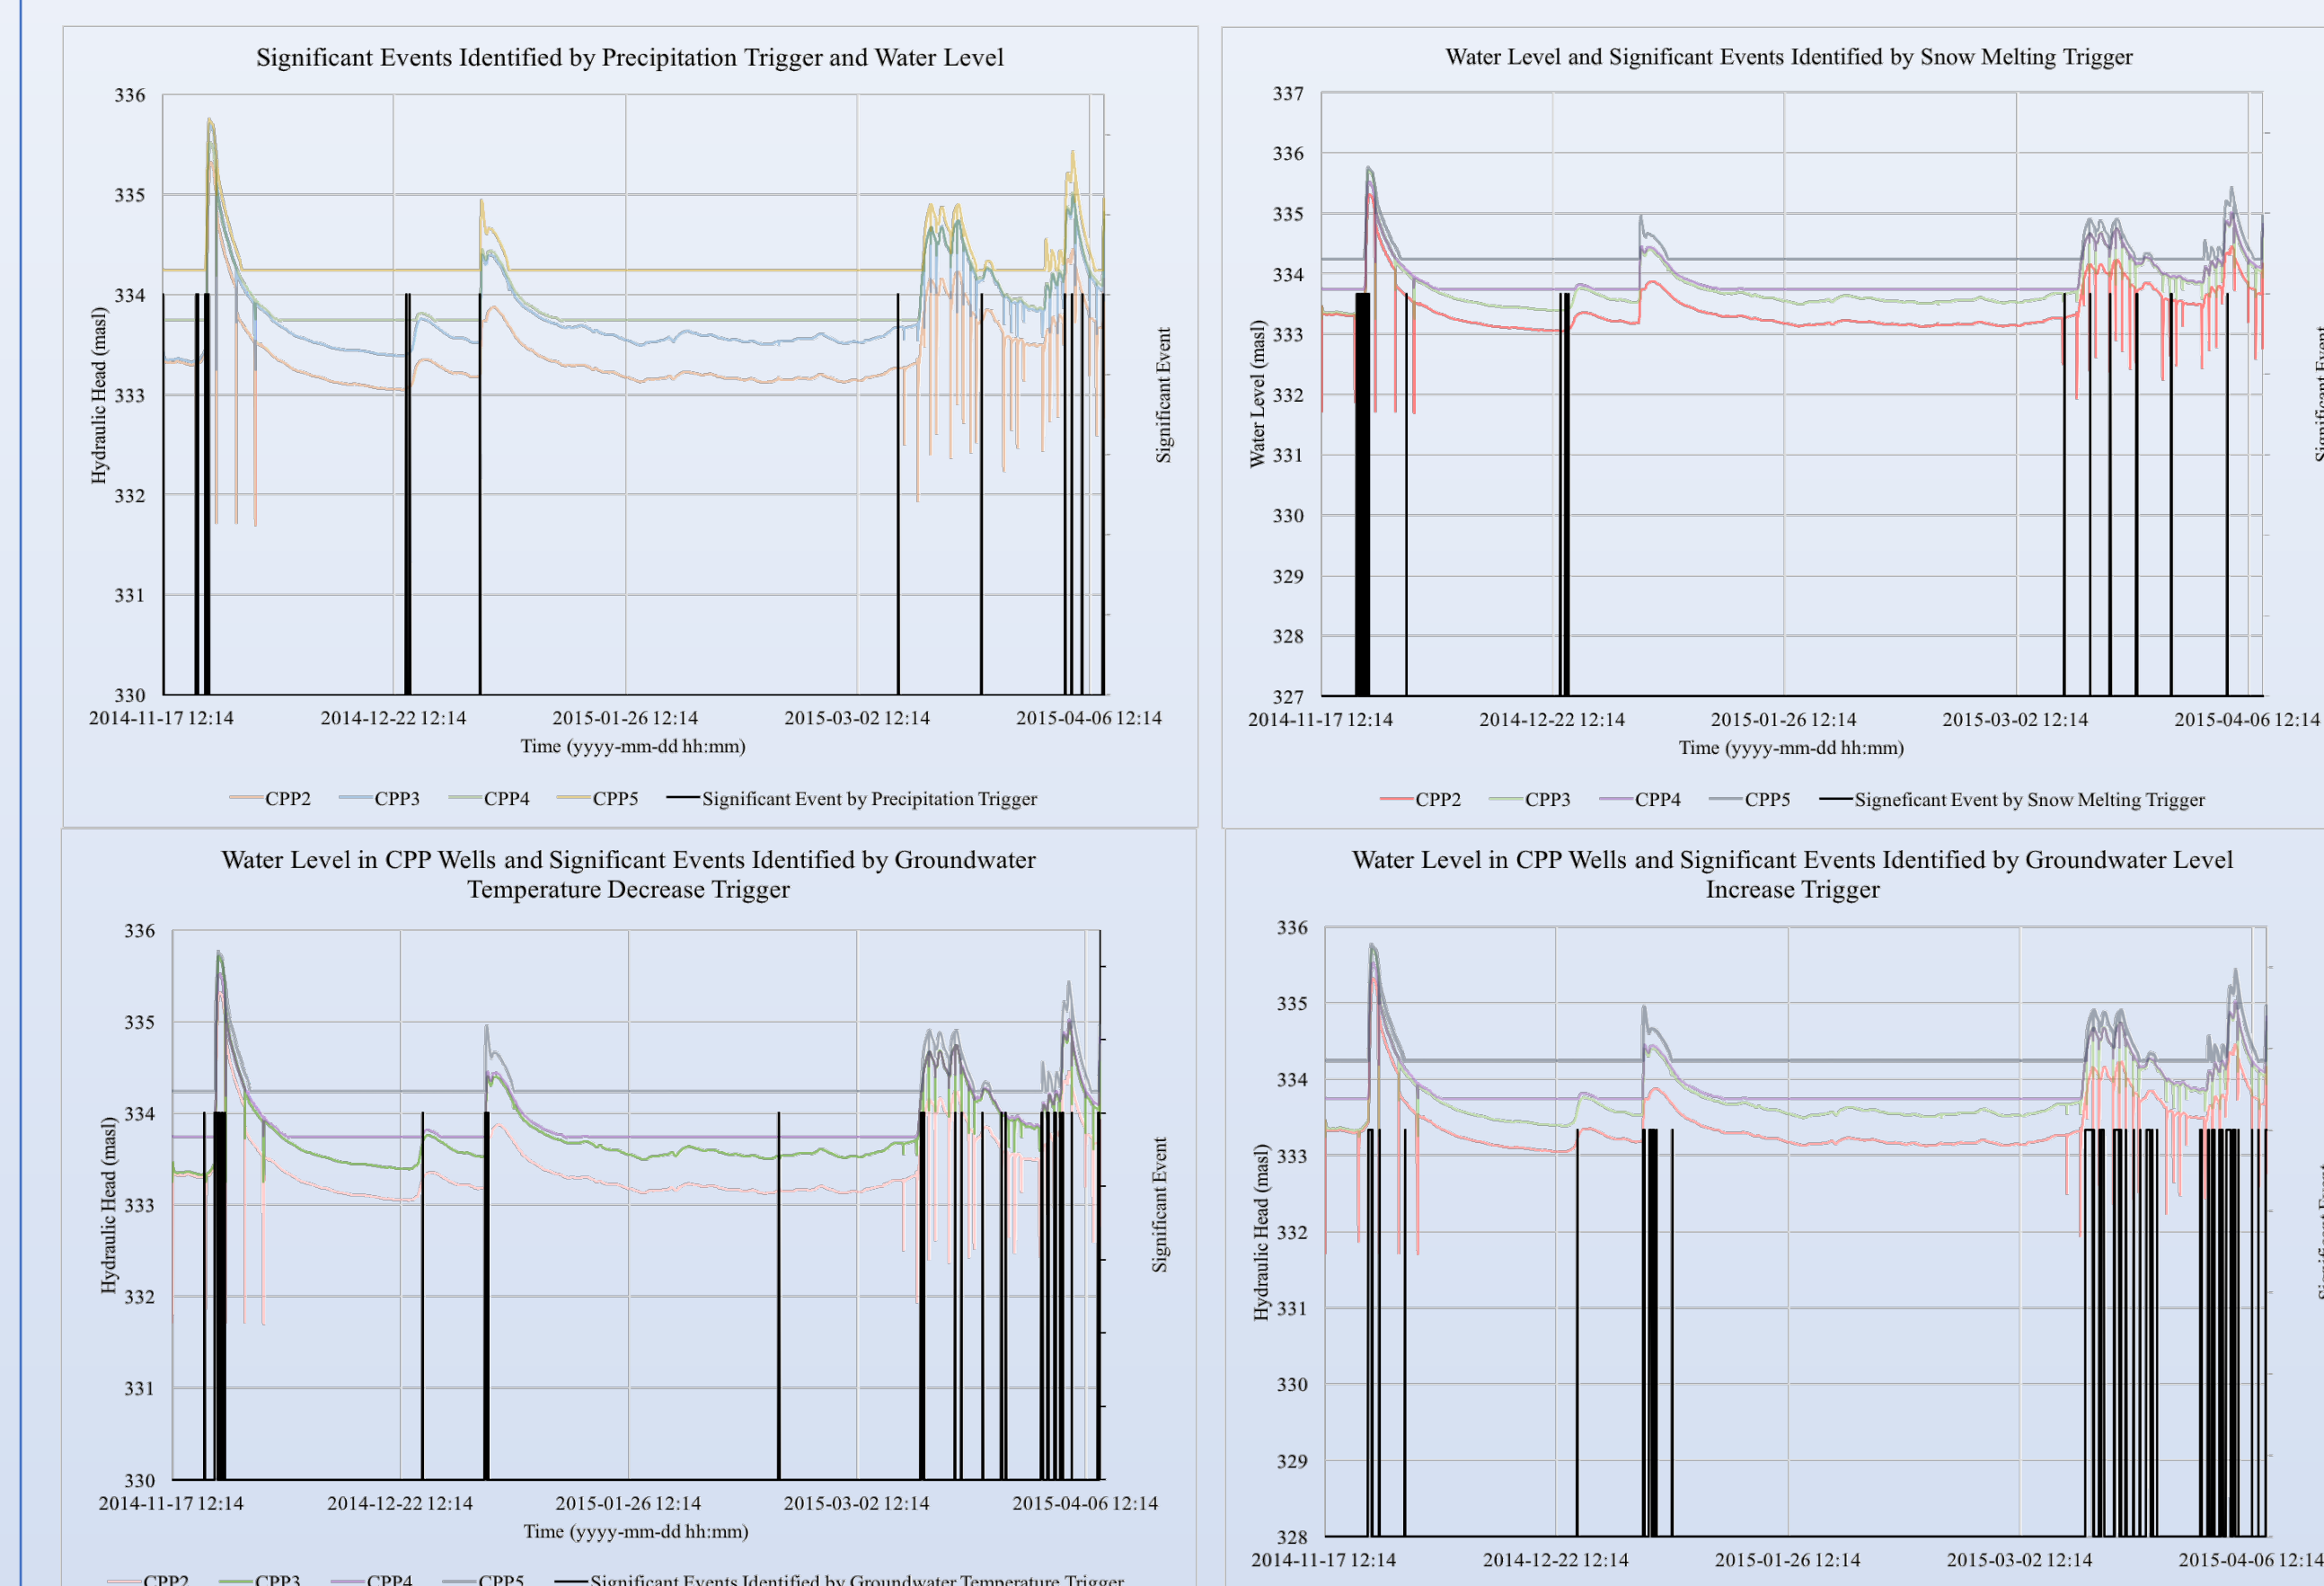 Significant Events Identified by Precipitation Trigger and Water Level
336
335
334
333
332
331
330
Hydraulic Head (masl)
Significant Event
2014-11-17 12:14
2014-12-22 12:14
2015-01-26 12:14
2015-03-02 12:14
2015-04-06 12:14
Time (yyyy-mm-dd hh:mm)
CPP2
CPP3
CPP4
CPP5
Significant Event by Precipitation Trigger
Water Level and Significant Events Identified by Snow Melting Trigger
337
336
335
334
333
332
331
330
329
328
327
Water Level (masl)
Significant Event
2014-11-17 12:14
2014-12-22 12:14
2015-01-26 12:14
2015-03-02 12:14
2015-04-06 12:14
Time (yyyy-mm-dd hh:mm)
CPP2
CPP3
CPP4
CPP5
Signeficant Event by Snow Melting Trigger
Water Level in CPP Wells and Significant Events Identified by Groundwater
Temperature Decrease Trigger
336
335
334
333
332
331
330
Hydraulic Head (masl)
Significant Event
2014-11-17 12:14
2014-12-22 12:14
2015-01-26 12:14
2015-03-02 12:14
2015-04-06 12:14
Time (yyyy-mm-dd hh:mm)
CPP2
CPP3
CPP4
CPP5
Significant Events Identified by Groundwater Temperature Trigger
Water Level in CPP Wells and Significant Events Identified by Groundwater Level
Increase Trigger
336
335
334
333
332
331
330
329
328
Hydraulic Head (masl)
2014-11-17 12:14
2014-12-22 12:14
2015-01-26 12:14
2015-03-02 12:14
2015-04-06 12:14